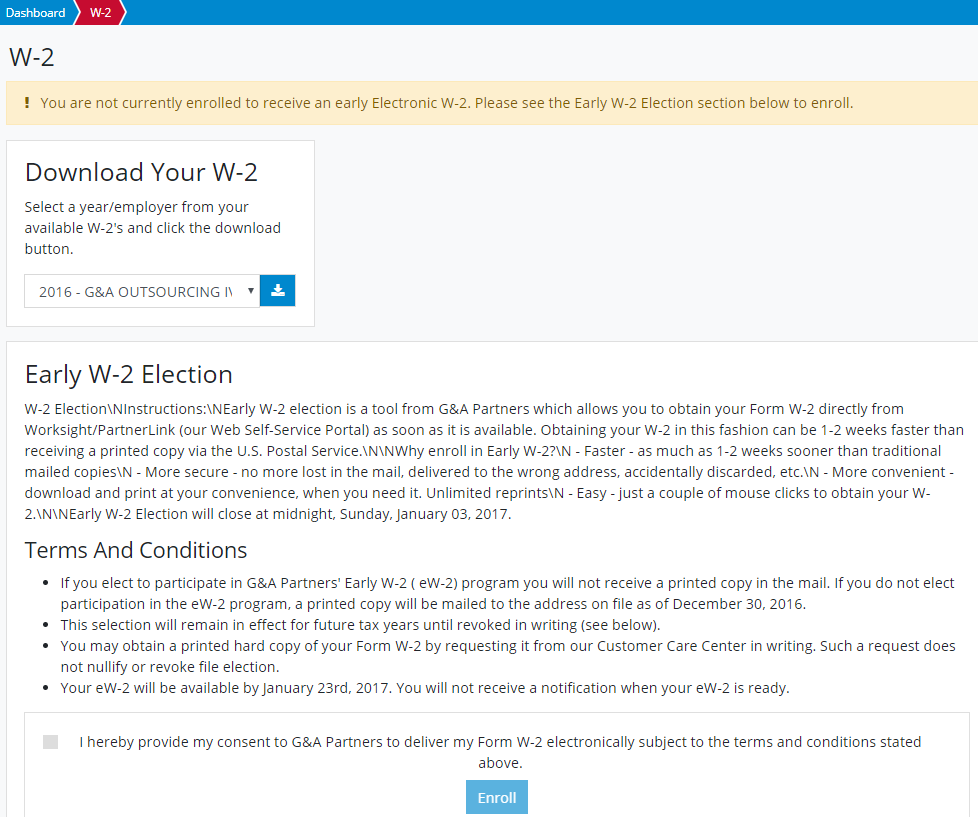 Dashboard
W-2
W-2
! You are not currently enrolled to receive an early Electronic W-2. Please see the Early W-2 Election section below to enroll.
Download Your W-2
Select a year/employer from your
available W-2's and click the download
button.
2016 - G&A OUTSOURCING
Early W-2 Election
W-2 Election\NInstructions:\NEarly W-2 election is a tool from G&A Partners which allows you to obtain your Form W-2 directly from
Worksight/PartnerLink (our Web Self-Service Portal) as soon as it is available. Obtaining your W-2 in this fashion can be 1-2 weeks faster than
receiving a printed copy via the U.S. Postal Service.\N\NWhy enroll in Early W-2?\N - Faster - as much as 1-2 weeks sooner than traditional
mailed copies\N - More secure - no more lost in the mail, delivered to the wrong address, accidentally discarded, etc.\N - More convenient -
download and print at your convenience, when you need it. Unlimited reprints\N - Easy - just a couple of mouse clicks to obtain your W-
2.\N\NEarly W-2 Election will close at midnight, Sunday, January 03, 2017.
Terms And Conditions
• If you elect to participate in G&A Partners' Early W-2 ( eW-2) program you will not receive a printed copy in the mail. If you do not elect
participation in the eW-2 program, a printed copy will be mailed to the address on file as of December 30, 2016.
• This selection will remain in effect for future tax years until revoked in writing (see below).
• You may obtain a printed hard copy of your Form W-2 by requesting it from our Customer Care Center in writing. Such a request does
not nullify or revoke file election.
• Your eW-2 will be available by January 23rd, 2017. You will not receive a notification when your eW-2 is ready.
I hereby provide my consent to G&A Partners to deliver my Form W-2 electronically subject to the terms and conditions stated
above.
Enroll